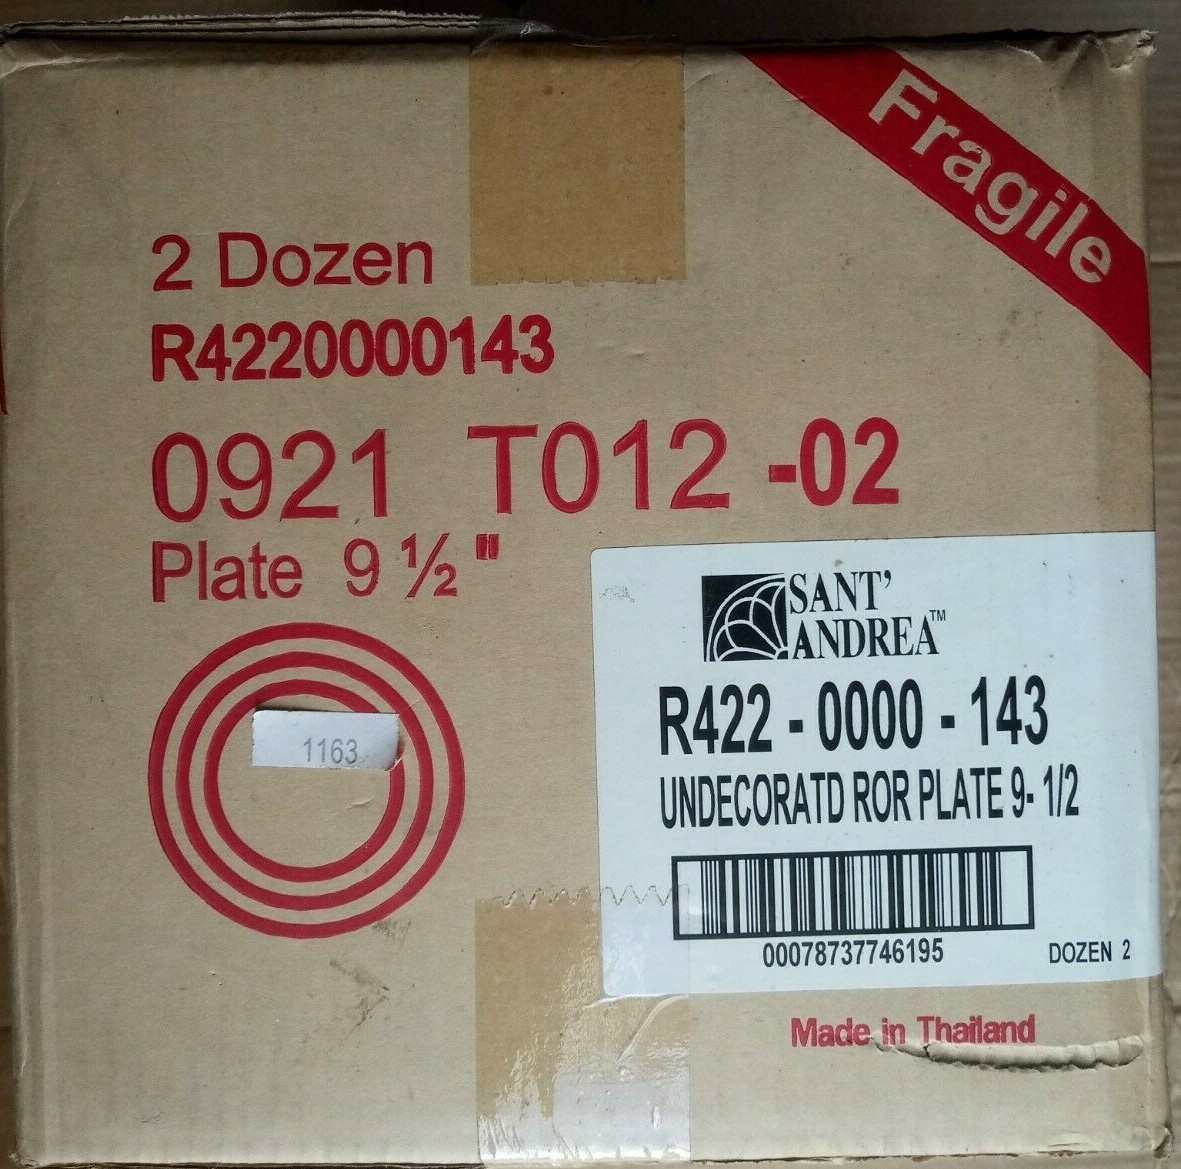 Fragile
2 Dozen
R4220000143
0921 T012 -02
Plate 9 ½ "
1163
SANT'
ANDREA™
R422 - 0000 - 143
UNDECORATD ROR PLATE 9- 1/2
00078737746195
DOZEN 2
Made in Thailand